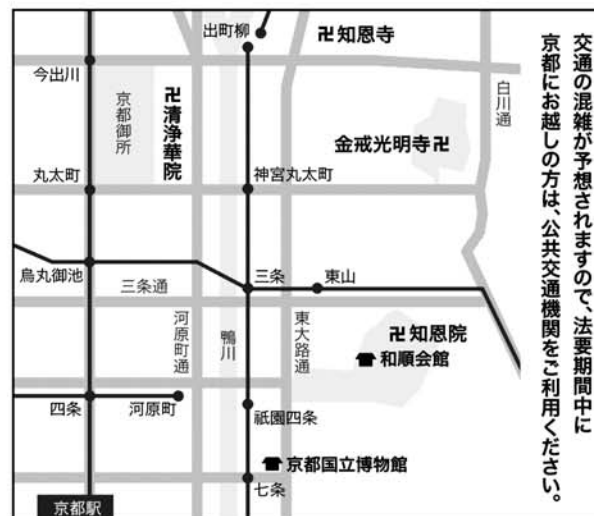 交通の混雑が予想されますので、法要期間中に
京都にお越しの方は、公共交通機関をご利用ください。
出町柳
卍知恩寺
今出川
白川通
京都御所
卍清浄華院
金戒光明寺卍
丸太町
神宮丸太町
烏丸御池
三条通
三条
東山
河原町通
鴨川
東大路通
卍知恩院
和順会館
四条
河原町
祇園四条
京都国立博物館
七条
京都駅